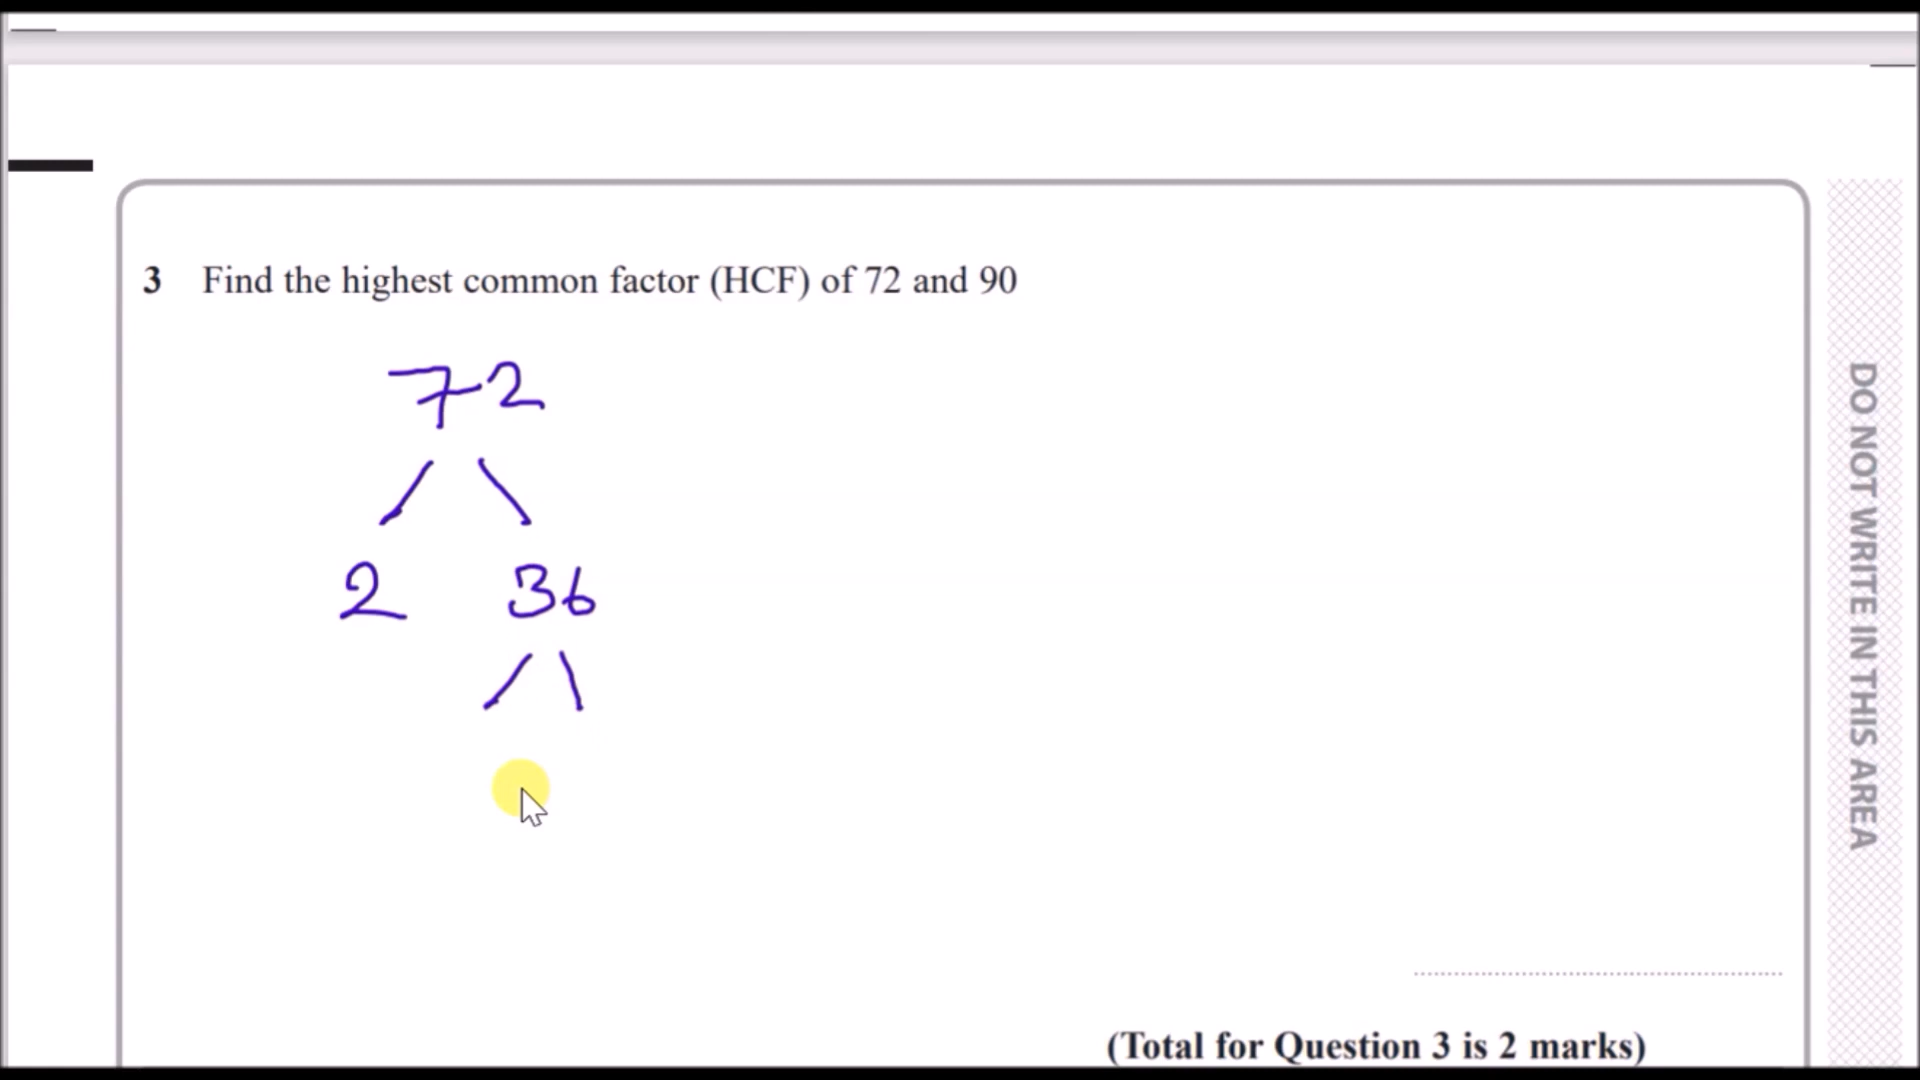 3 Find the highest common factor (HCF) of 72 and 90
72
2 36
(Total for Question 3 is 2 marks)
DO NOT WRITE IN THIS AREA